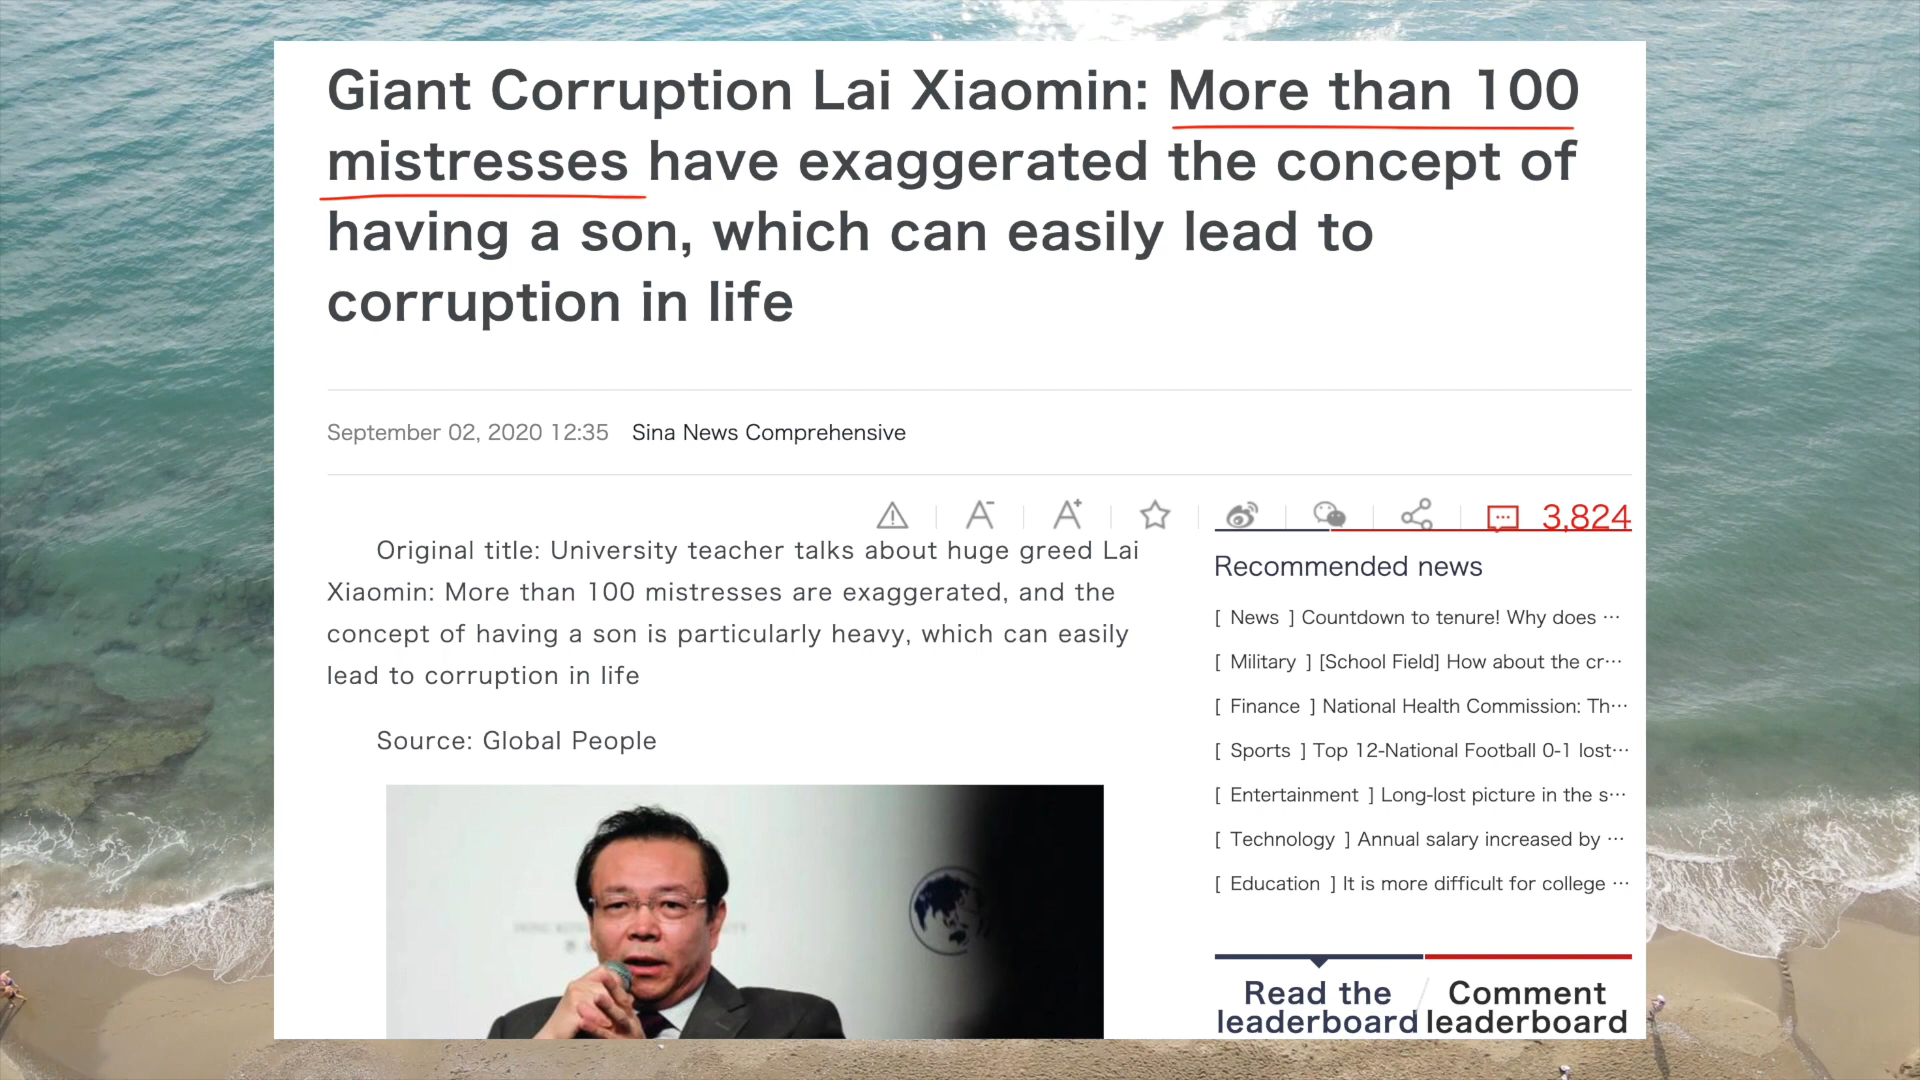 Giant Corruption Lai Xiaomin: More than 100
mistresses have exaggerated the concept of
having a son, which can easily lead to
corruption in life
September 02, 2020 12:35 Sina News Comprehensive
A- A+ 3,824
Original title: University teacher talks about huge greed Lai
Xiaomin: More than 100 mistresses are exaggerated, and the
concept of having a son is particularly heavy, which can easily
lead to corruption in life
Source: Global People
Recommended news
[ News ] Countdown to tenure! Why does ···
[ Military ] [School Field] How about the cr···
[ Finance ] National Health Commission: Th···
[ Sports ] Top 12-National Football 0-1 lost···
[ Entertainment ] Long-lost picture in the s···
[ Technology ] Annual salary increased by ···
[ Education ] It is more difficult for college ···
Read the leaderboard
Comment leaderboard